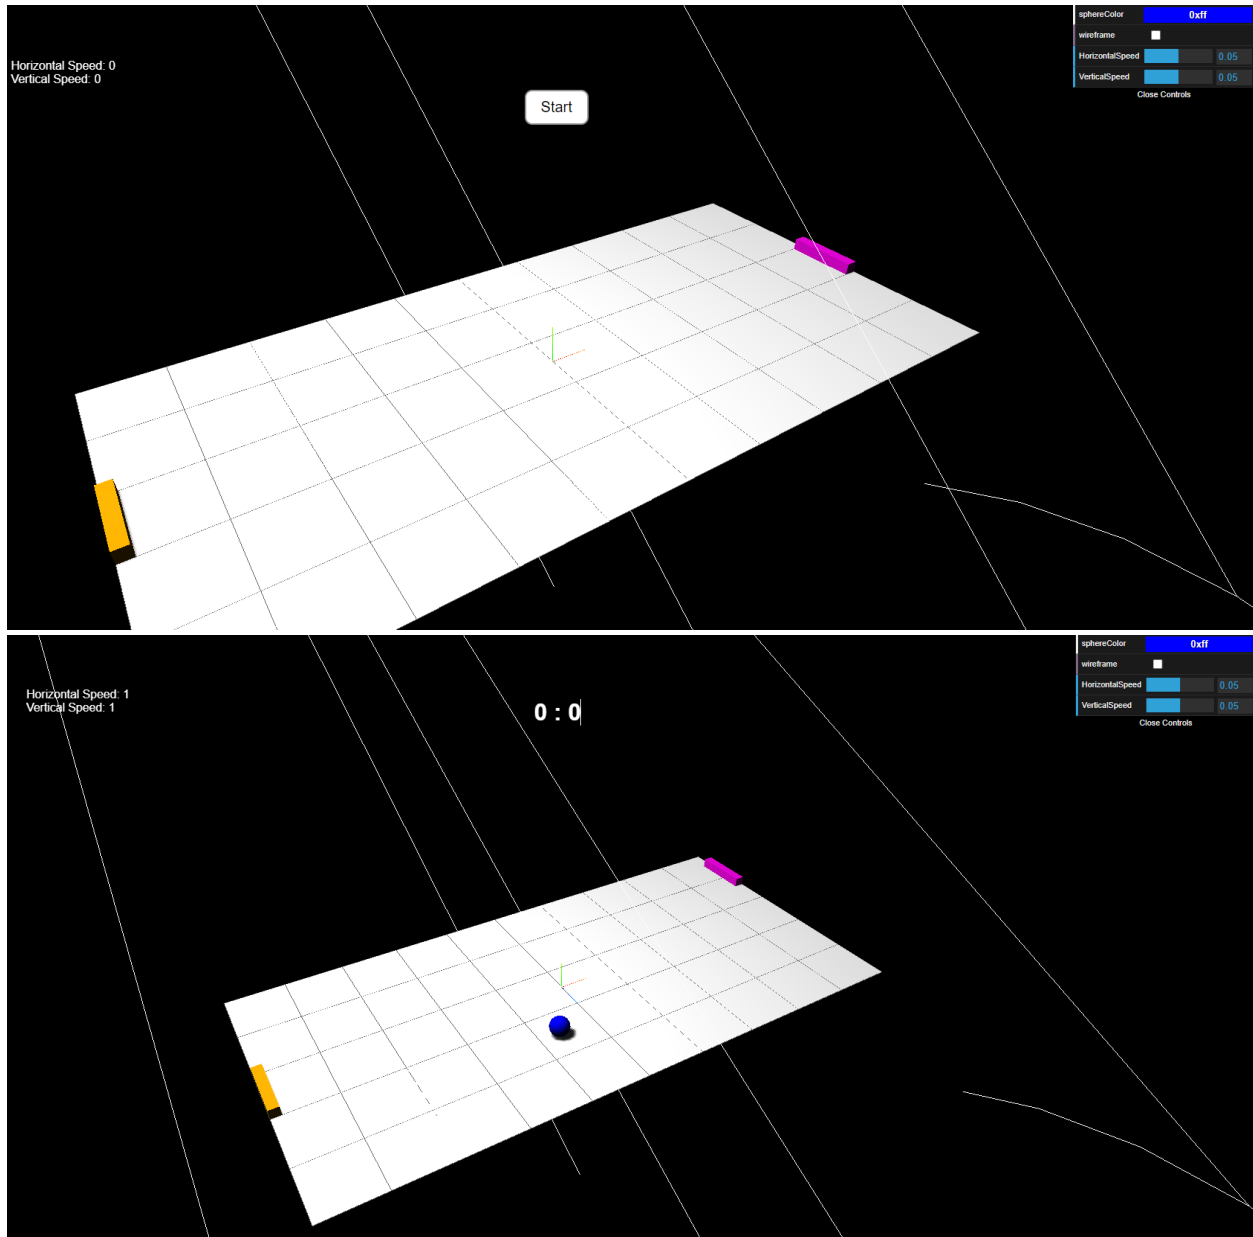 sphereColor 0xff
wireframe
Horizontal Speed: 0
HorizontalSpeed 0.05
Vertical Speed: 0
VerticalSpeed 0.05
Close Controls
Start
sphereColor 0xff
wireframe
HorizontalSpeed 0.05
Horizontal Speed: 1
Vertical Speed: 1
VerticalSpeed 0.05
0 : 0
Close Controls